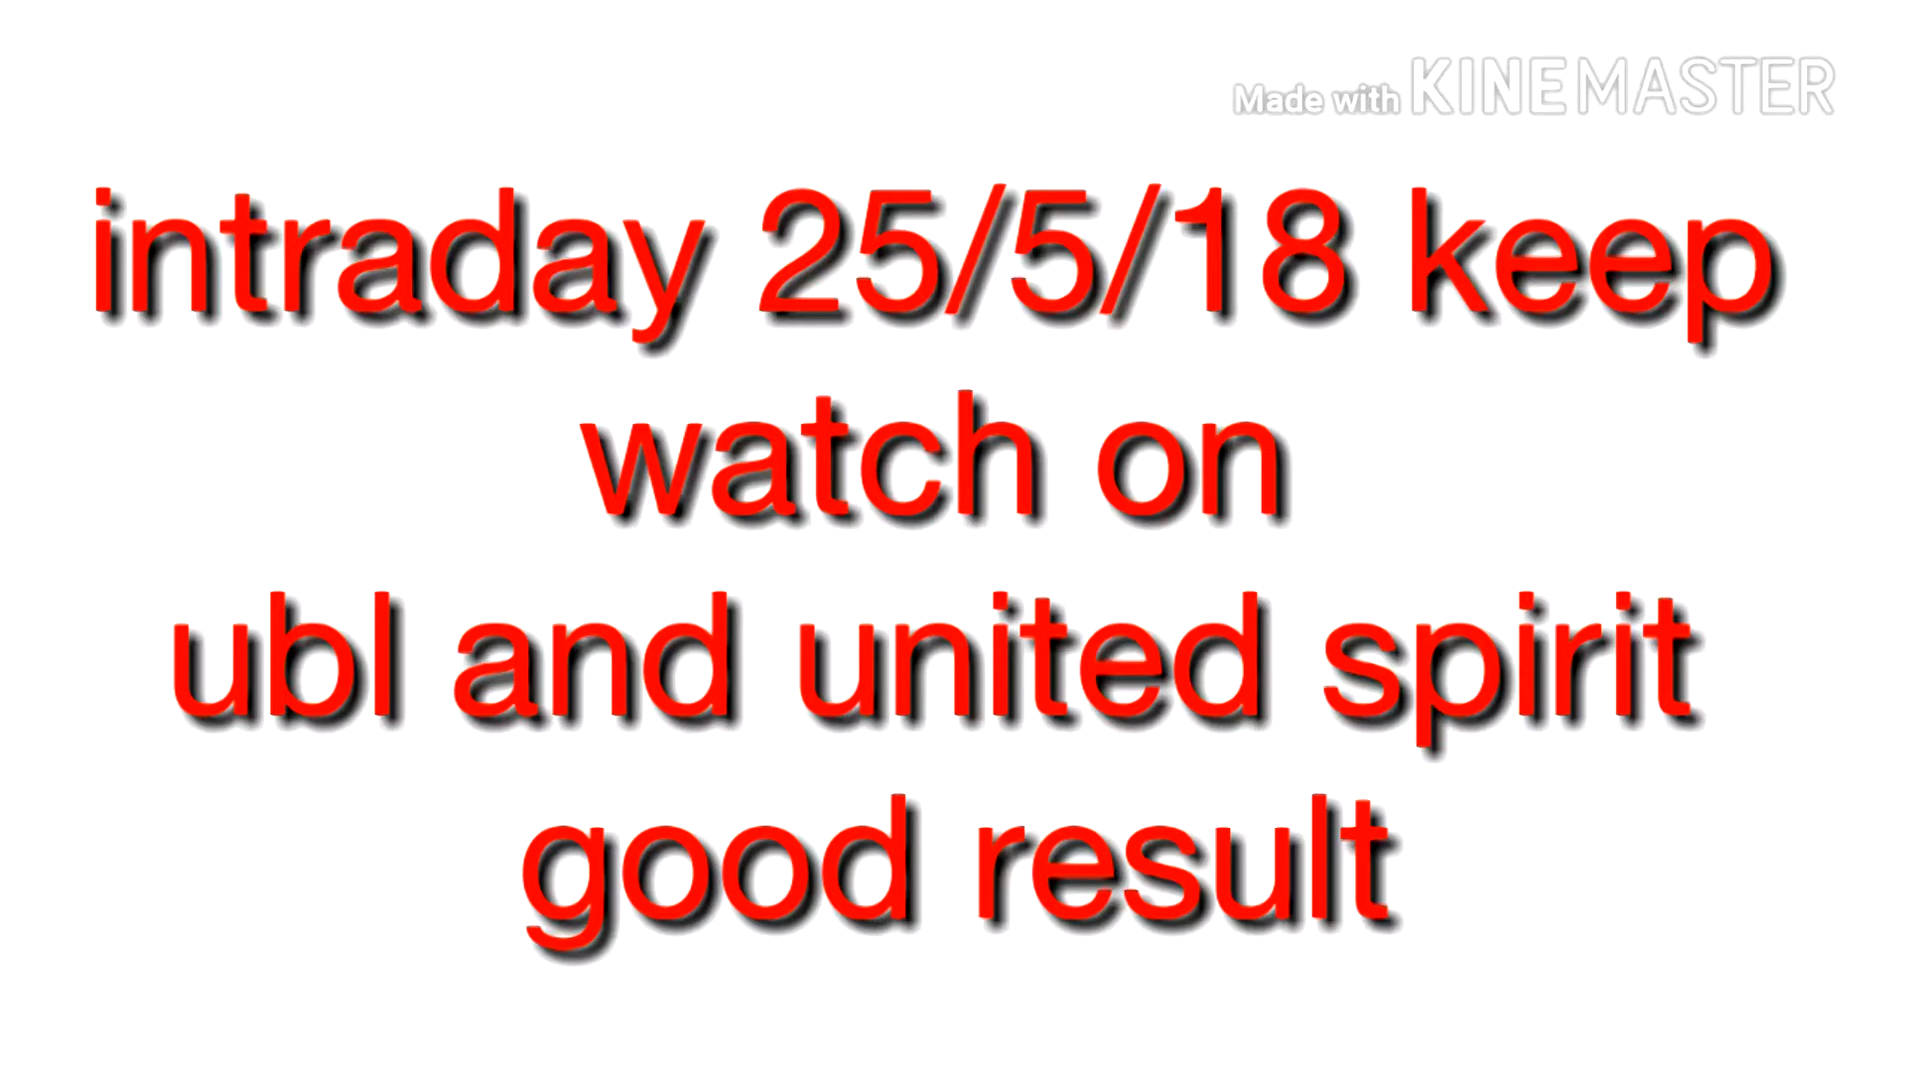 Made with KINEMASTER
intraday 25/5/18 keep
watch on
ubl and united spirit
good result